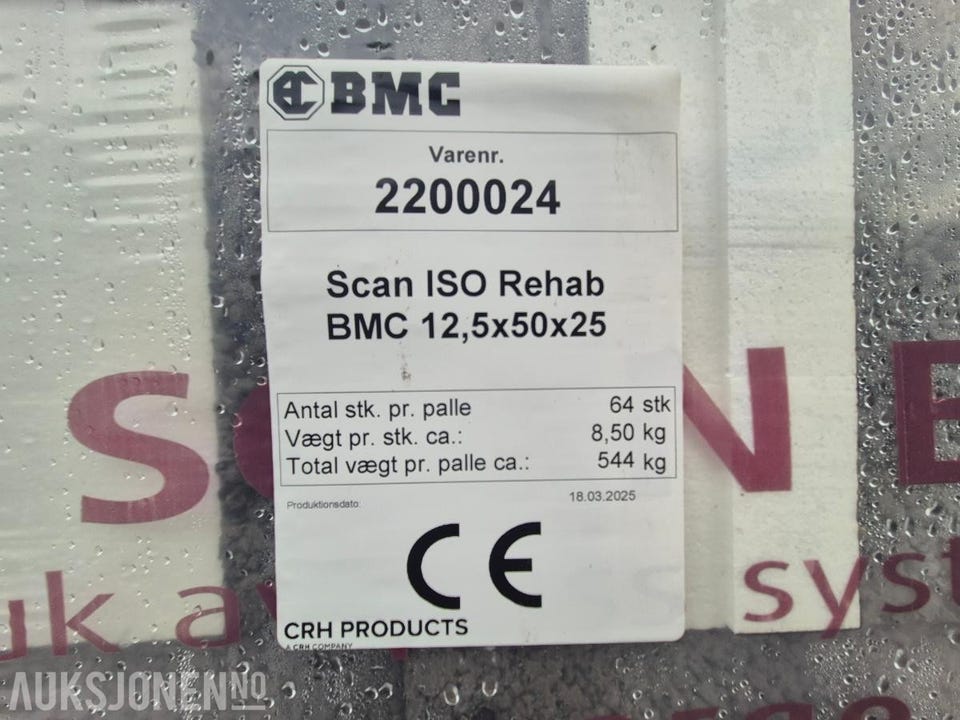 BMC
Varenr.
2200024
Scan ISO Rehab
BMC 12,5x50x25
Antal stk. pr. palle 64 stk
Vægt pr. stk. ca.: 8,50 kg
Total vægt pr. palle ca.: 544 kg
Produktionsdato: 18.03.2025
CE
CRH PRODUCTS
A CRH COMPANY
AUKSJONEN.NO